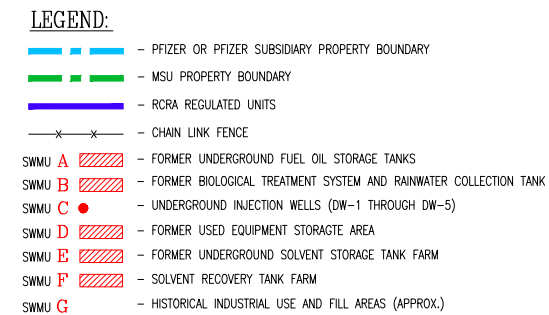 LEGEND:
- PFIZER OR PFIZER SUBSIDIARY PROPERTY BOUNDARY
- MSU PROPERTY BOUNDARY
- RCRA REGULATED UNITS
x x - CHAIN LINK FENCE
SWMU A - FORMER UNDERGROUND FUEL OIL STORAGE TANKS
SWMU B - FORMER BIOLOGICAL TREATMENT SYSTEM AND RAINWATER COLLECTION TANK
SWMU C - UNDERGROUND INJECTION WELLS (DW-1 THROUGH DW-5)
SWMU D - FORMER USED EQUIPMENT STORAGTE AREA
SWMU E - FORMER UNDERGROUND SOLVENT STORAGE TANK FARM
SWMU F - SOLVENT RECOVERY TANK FARM
SWMU G - HISTORICAL INDUSTRIAL USE AND FILL AREAS (APPROX.)